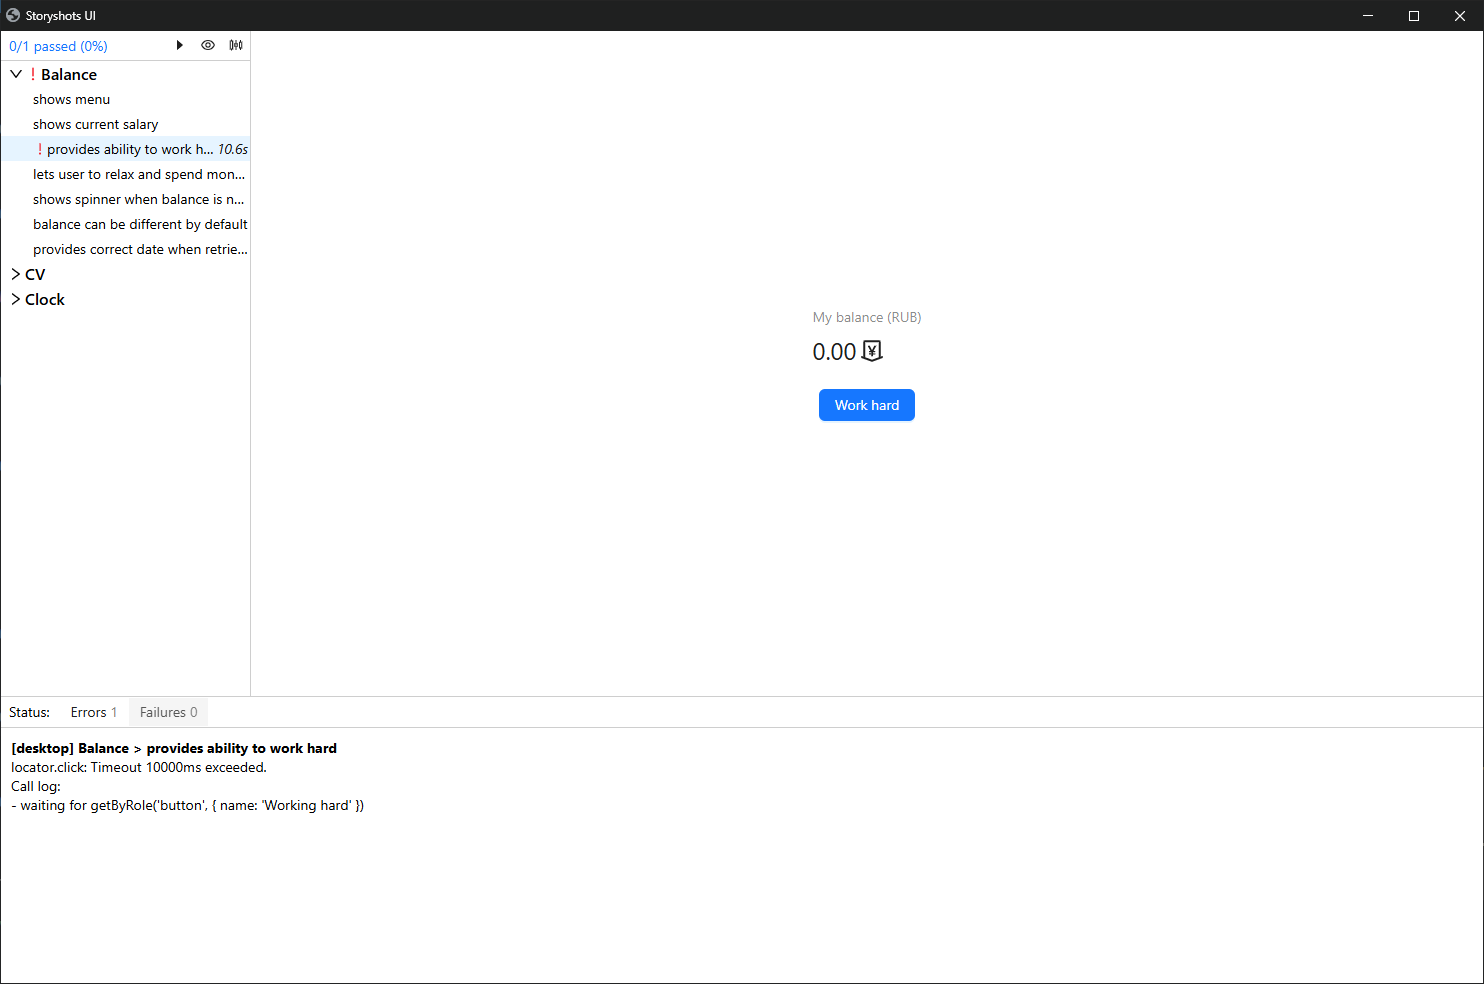 Storyshots UI
0/1 passed (0%)
! Balance
shows menu
shows current salary
! provides ability to work h... 10.6s
lets user to relax and spend mon...
shows spinner when balance is n...
balance can be different by default
provides correct date when retrie...
CV
Clock
My balance (RUB)
0.00 ¥
Work hard
Status: Errors 1 Failures 0
[desktop] Balance > provides ability to work hard
locator.click: Timeout 10000ms exceeded.
Call log:
- waiting for getByRole('button', { name: 'Working hard' })